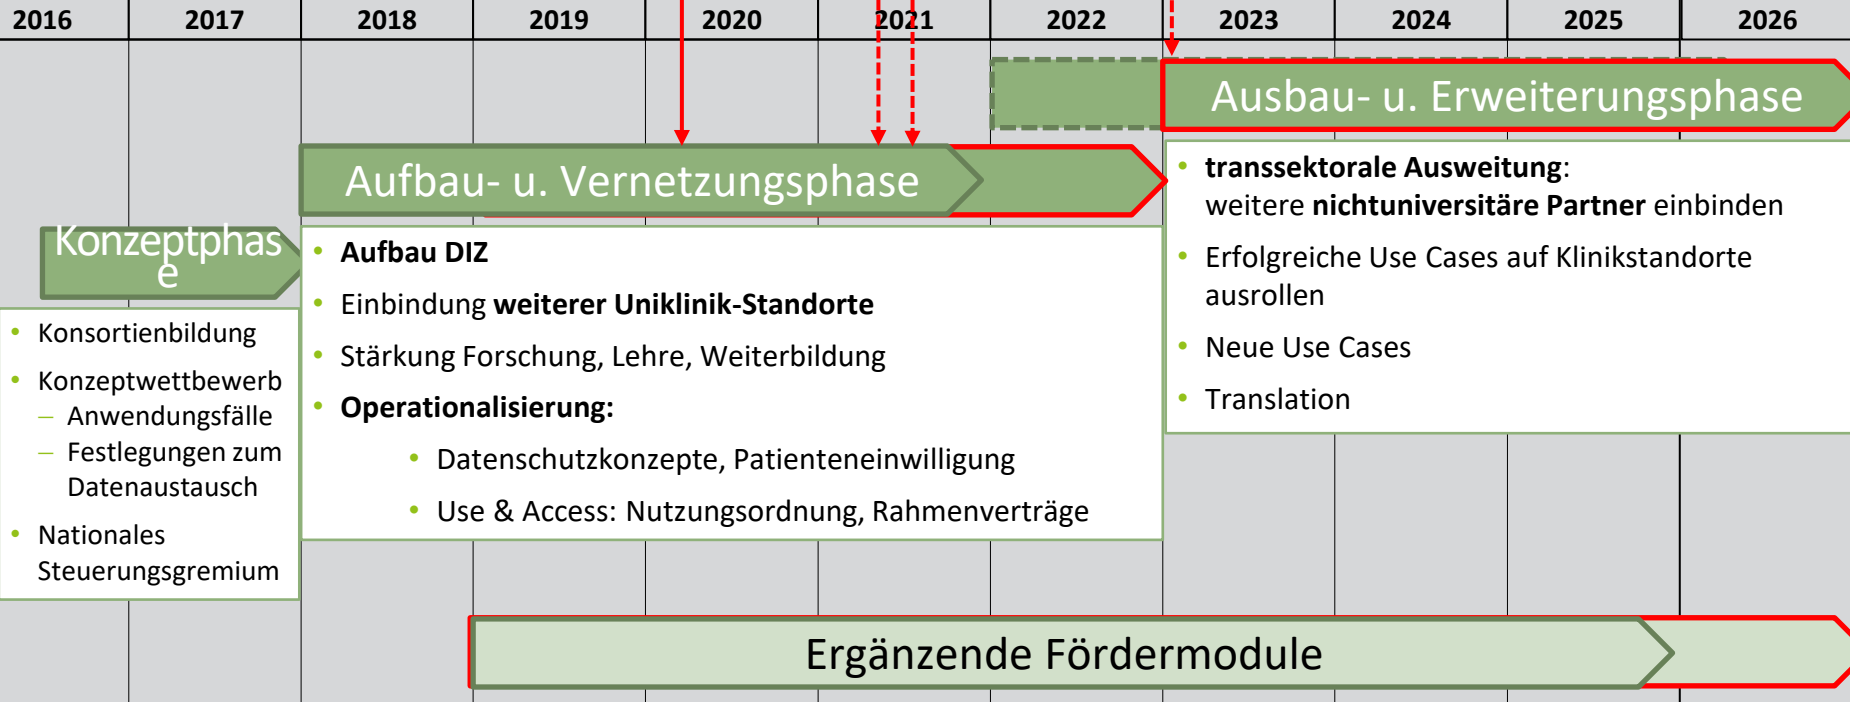 2016 2017 2018 2019 2020 2021 2022 2023 2024 2025 2026
Ausbau- u. Erweiterungsphase
Aufbau- u. Vernetzungsphase
Konzeptphas
e
• Konsortienbildung
• Konzeptwettbewerb
– Anwendungsfälle
– Festlegungen zum
Datenaustausch
• Nationales
Steuerungsgremium
• Aufbau DIZ
• Einbindung weiterer Uniklinik-Standorte
• Stärkung Forschung, Lehre, Weiterbildung
• Operationalisierung:
• Datenschutzkonzepte, Patienteneinwilligung
• Use & Access: Nutzungsordnung, Rahmenverträge
• transsektorale Ausweitung:
weitere nichtuniversitäre Partner einbinden
• Erfolgreiche Use Cases auf Klinikstandorte
ausrollen
• Neue Use Cases
• Translation
Ergänzende Fördermodule